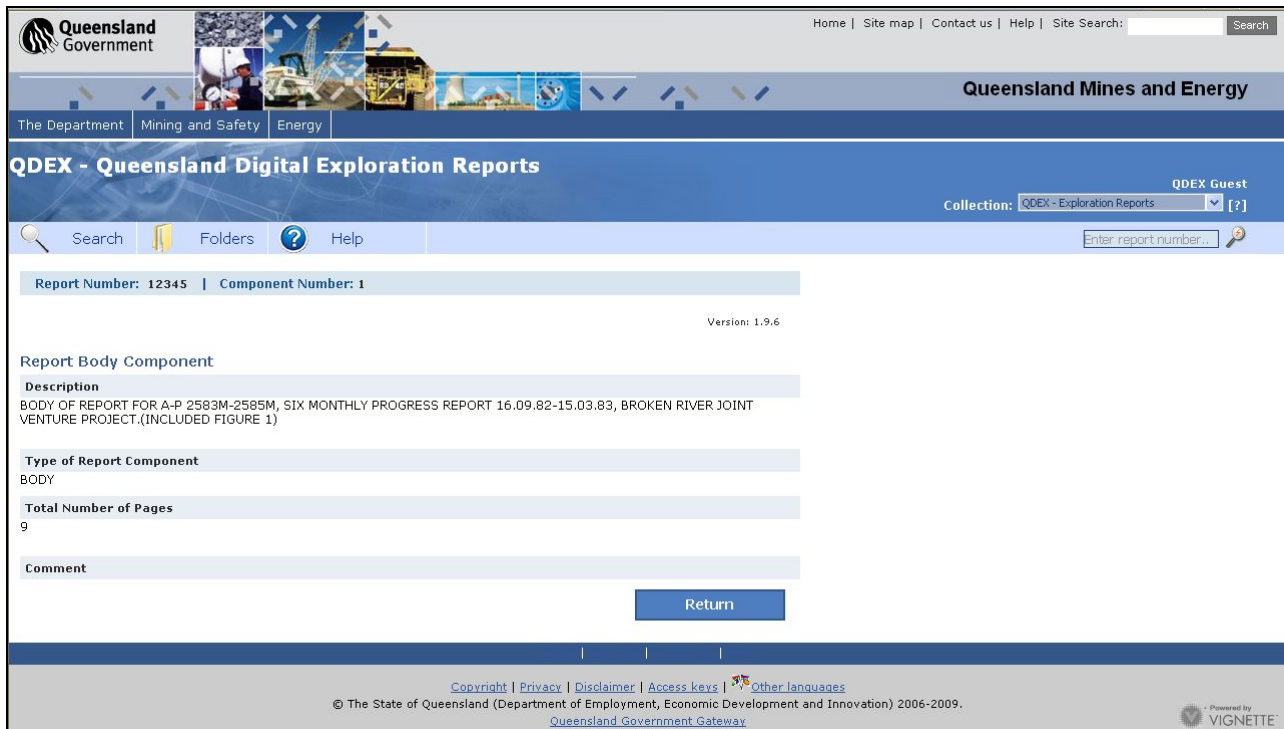 Queensland
Government
Home | Site map | Contact us | Help | Site Search: Search
Queensland Mines and Energy
The Department | Mining and Safety | Energy
QDEX - Queensland Digital Exploration Reports
QDEX Guest
Collection: QDEX - Exploration Reports [?]
Search Folders Help Enter report number..
Report Number: 12345 | Component Number: 1
Version: 1.9.6
Report Body Component
Description
BODY OF REPORT FOR A-P 2583M-2585M, SIX MONTHLY PROGRESS REPORT 16.09.82-15.03.83, BROKEN RIVER JOINT
VENTURE PROJECT.(INCLUDED FIGURE 1)
Type of Report Component
BODY
Total Number of Pages
9
Comment
Return
Copyright | Privacy | Disclaimer | Access keys | Other languages
© The State of Queensland (Department of Employment, Economic Development and Innovation) 2006-2009.
Queensland Government Gateway
Powered by
VIGNETTE